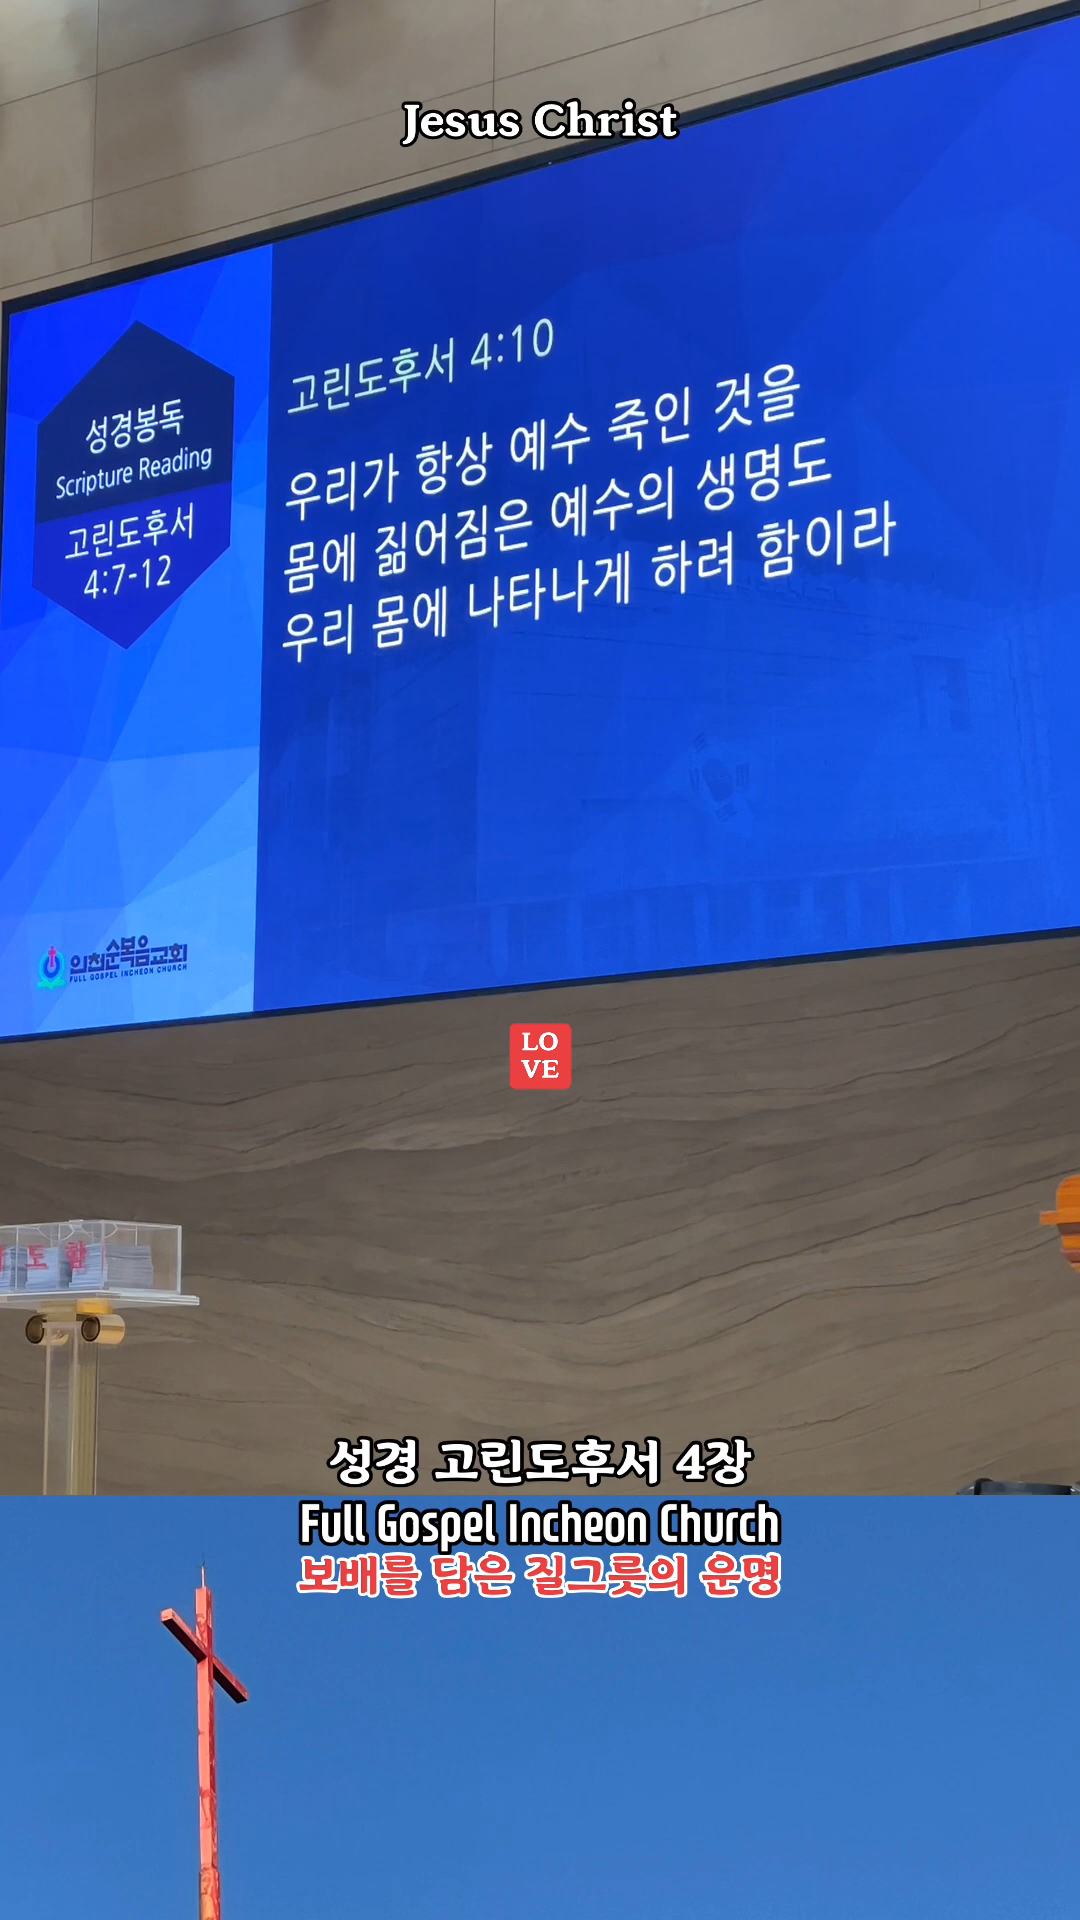 Jesus Christ
고린도후서 4:10
우리가 항상 예수 죽인 것을
몸에 짊어짐은 예수의 생명도
우리 몸에 나타나게 하려 함이라
성경봉독
Scripture Reading
고린도후서
4:7-12
인천순복음교회
FULL GOSPEL INCHEON CHURCH
LO
VE
도 함
성경 고린도후서 4장
Full Gospel Incheon Church
보배를 담은 질그릇의 운명